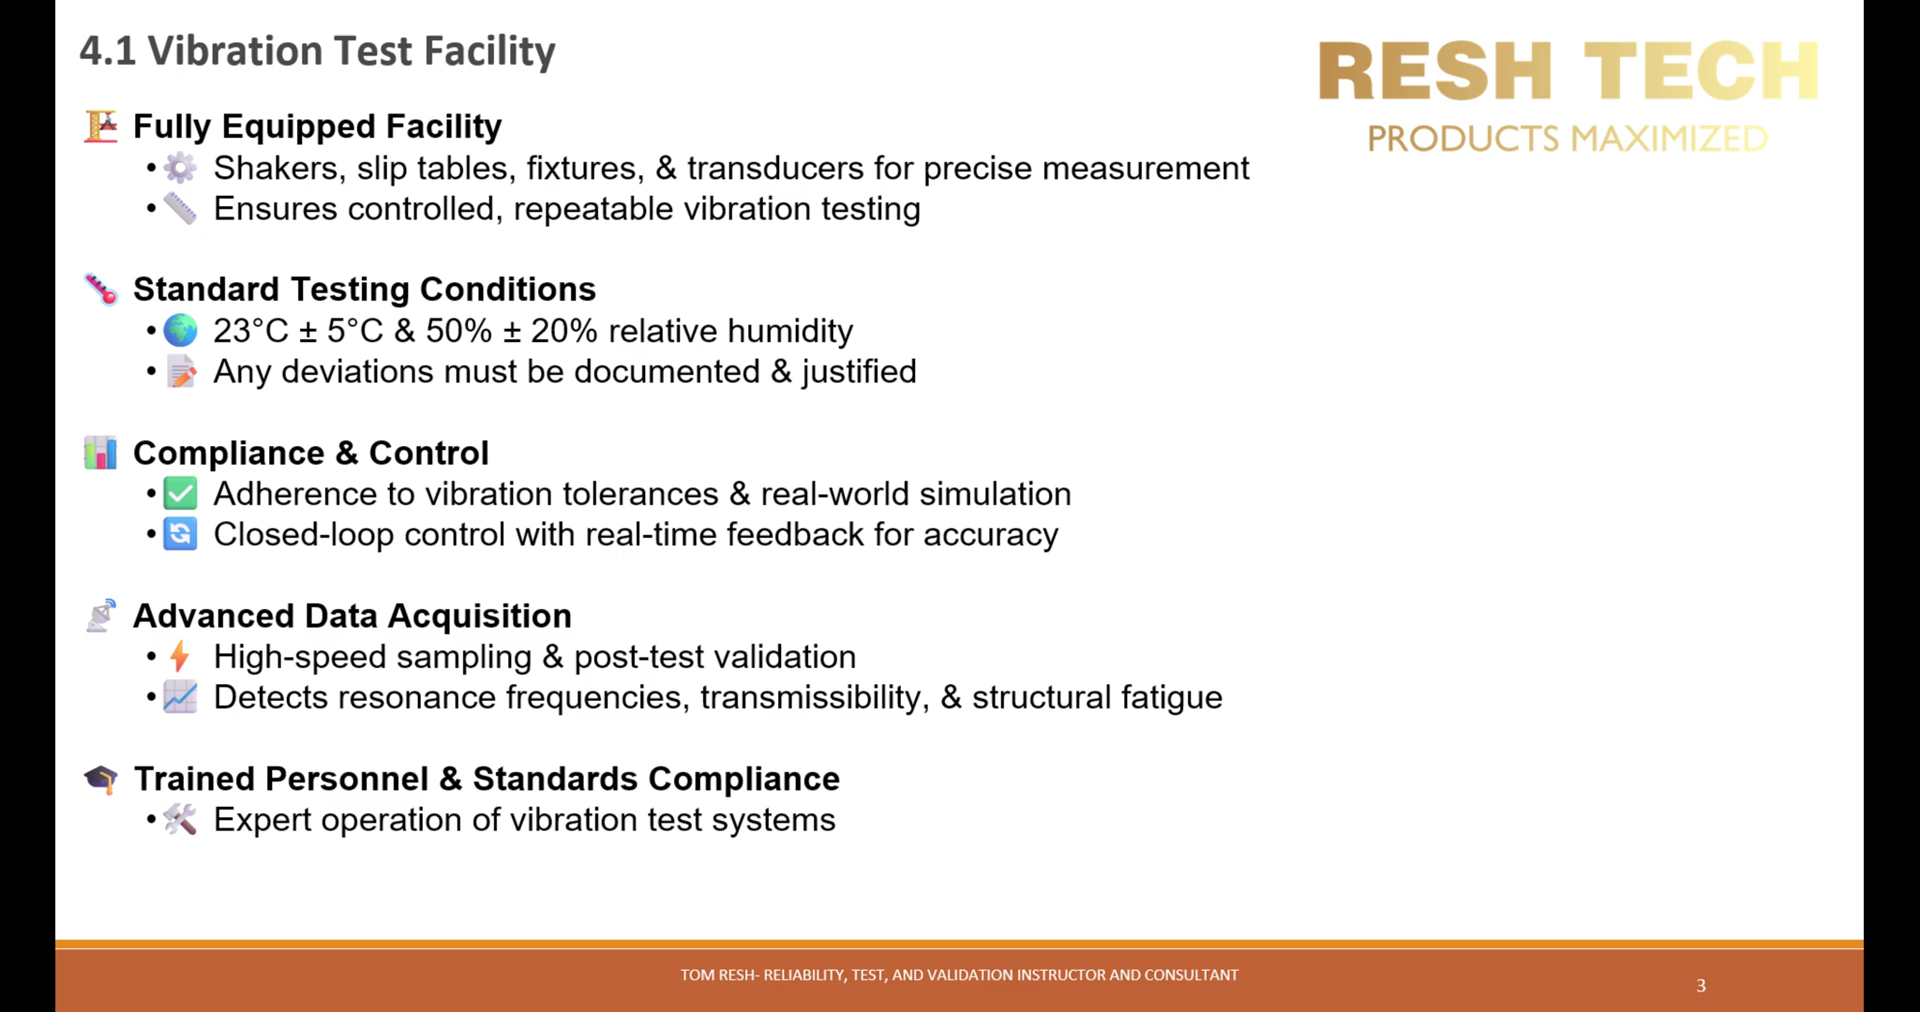 4.1 Vibration Test Facility
RESH TECH
PRODUCTS MAXIMIZED
Fully Equipped Facility
• Shakers, slip tables, fixtures, & transducers for precise measurement
• Ensures controlled, repeatable vibration testing
Standard Testing Conditions
• 23°C ± 5°C & 50% ± 20% relative humidity
• Any deviations must be documented & justified
Compliance & Control
• Adherence to vibration tolerances & real-world simulation
• Closed-loop control with real-time feedback for accuracy
Advanced Data Acquisition
• High-speed sampling & post-test validation
• Detects resonance frequencies, transmissibility, & structural fatigue
Trained Personnel & Standards Compliance
• Expert operation of vibration test systems
TOM RESH- RELIABILITY, TEST, AND VALIDATION INSTRUCTOR AND CONSULTANT
3